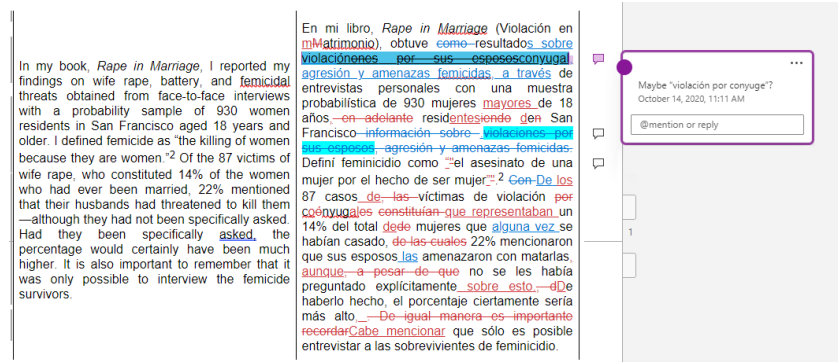 In my book, Rape in Marriage, I reported my
findings on wife rape, battery, and femicidal
threats obtained from face-to-face interviews
with a probability sample of 930 women
residents in San Francisco aged 18 years and
older. I defined femicide as “the killing of women
because they are women.”2 Of the 87 victims of
wife rape, who constituted 14% of the women
who had ever been married, 22% mentioned
that their husbands had threatened to kill them
—although they had not been specifically asked.
Had they been specifically asked, the
percentage would certainly have been much
higher. It is also important to remember that it
was only possible to interview the femicide
survivors.
En mi libro, Rape in Marriage (Violación en
mMatrimonio), obtuve como resultados sobre
violaciónones por sus espososconyugal,
agresión y amenazas femicidas, a través de
entrevistas personales con una muestra
probabilística de 930 mujeres mayores de 18
años, en adelante residentesiendo den San
Francisco información sobre violaciones por
sus esposos, agresión y amenazas femicidas.
Definí feminicidio como ""el asesinato de una
mujer por el hecho de ser mujer"".2 Con De los
87 casos de, las víctimas de violación por
coényugales constituían que representaban un
14% del total dede mujeres que alguna vez se
habían casado, de las cuales 22% mencionaron
que sus esposos las amenazaron con matarlas,
aunque, a pesar de que no se les había
preguntado explícitamente sobre esto., dDe
haberlo hecho, el porcentaje ciertamente sería
más alto, . De igual manera es importante
recordarCabe mencionar que sólo es posible
entrevistar a las sobrevivientes de feminicidio.
Maybe “violación por conyuge”?
October 14, 2020, 11:11 AM
@mention or reply
1